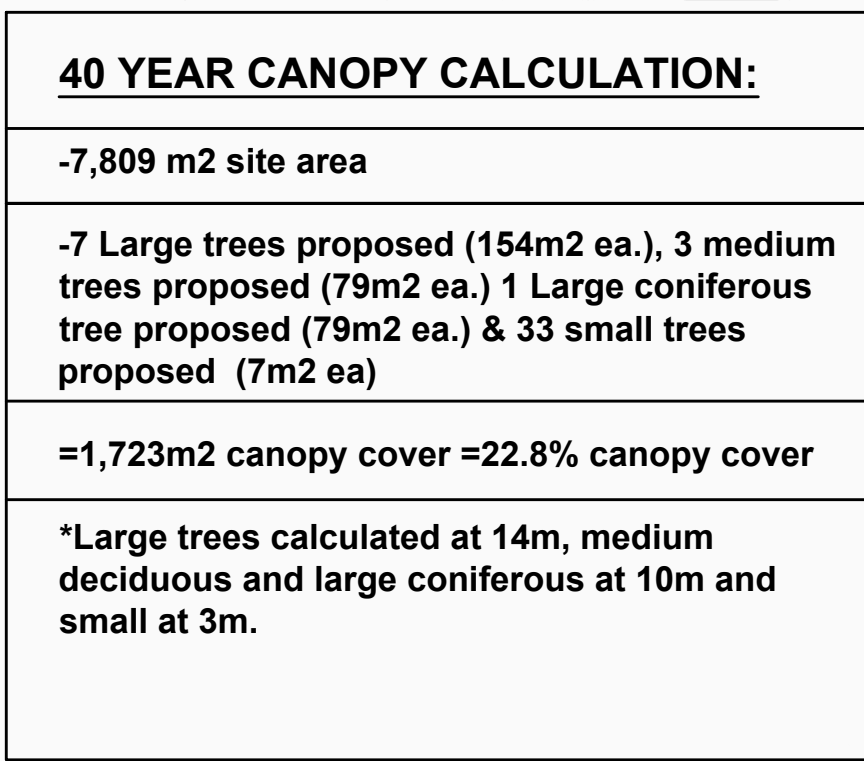 40 YEAR CANOPY CALCULATION:
-7,809 m2 site area
-7 Large trees proposed (154m2 ea.), 3 medium
trees proposed (79m2 ea.) 1 Large coniferous
tree proposed (79m2 ea.) & 33 small trees
proposed  (7m2 ea)
=1,723m2 canopy cover =22.8% canopy cover
*Large trees calculated at 14m, medium
deciduous and large coniferous at 10m and
small at 3m.